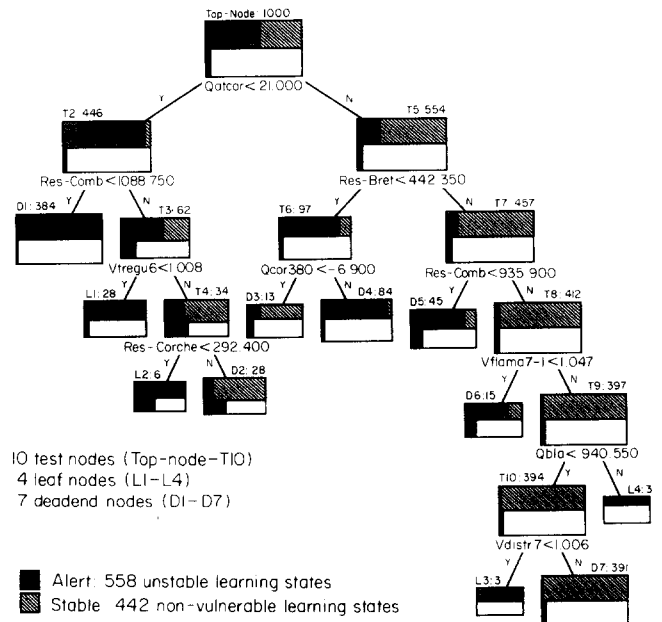 Top-Node: 1000
Y Qatcor< 21.000 N
T2: 446 T5: 554
Res-Comb<1088.750 Res-Bret<442.350
D1: 384 Y N T3: 62 T6: 97 Y N T7: 457
Vtregu6<1.008 Qcor380<-6.900 Res-Comb<935.900
L1: 28 Y N T4: 34 D3:13 Y N D4:84 D5: 45 Y N T8: 412
Res-Corche<292.400 Vflama7-1<1.047
L2: 6 Y N D2: 28 D6:15 Y N T9: 397
Qbla< 940.550
10 test nodes (Top-node-T10)
4 leaf nodes (L1-L4)
7 deadend nodes (D1-D7)
T10: 394 Y N L4: 3
Vdistr7<1.006
L3: 3 Y N D7: 391
Alert: 558 unstable learning states
Stable 442 non-vulnerable learning states